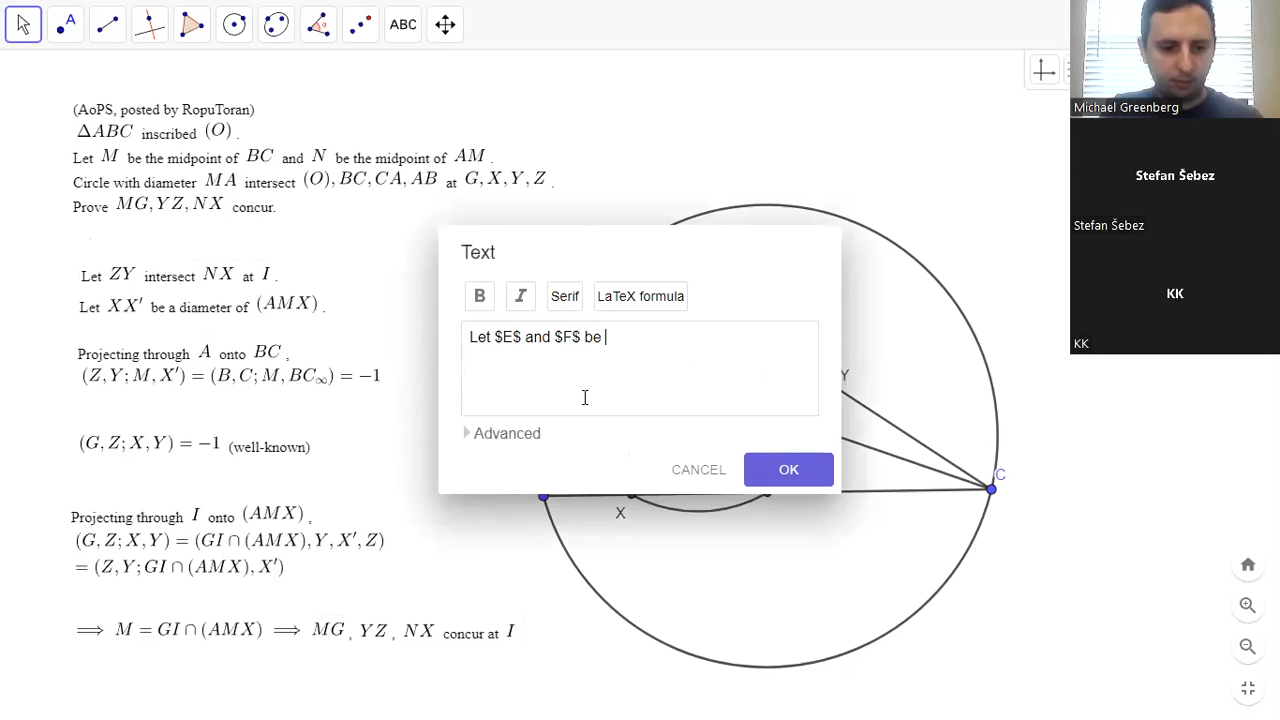 ABC
(AoPS, posted by RopuToran)
ΔABC inscribed (O) .
Let M be the midpoint of BC and N be the midpoint of AM .
Circle with diameter MA intersect (O), BC, CA, AB at G, X, Y, Z .
Prove MG, YZ, NX concur.
Let ZY intersect NX at I .
Let XX′ be a diameter of (AMX) .
Projecting through A onto BC ,
(Z, Y; M, X′) = (B, C; M, BC∞) = −1
(G, Z; X, Y) = −1 (well-known)
Projecting through I onto (AMX) ,
(G, Z; X, Y) = (GI ∩ (AMX), Y, X′, Z)
= (Z, Y; GI ∩ (AMX), X′)
⟹ M = GI ∩ (AMX) ⟹ MG , YZ , NX concur at I
Text
B I Serif LaTeX formula
Let $E$ and $F$ be
Advanced
CANCEL OK
Y
C
X
Michael Greenberg
Stefan Šebez
Stefan Šebez
KK
KK